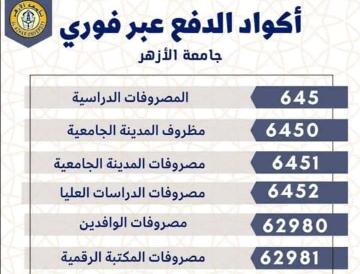 أكواد الدفع عبر فوري
جامعة الأزهر
المصروفات الدراسية 645
مظروف المدينة الجامعية 6450
مصروفات المدينة الجامعية 6451
مصروفات الدراسات العليا 6452
مصروفات الوافدين 62980
مصروفات المكتبة الرقمية 62981